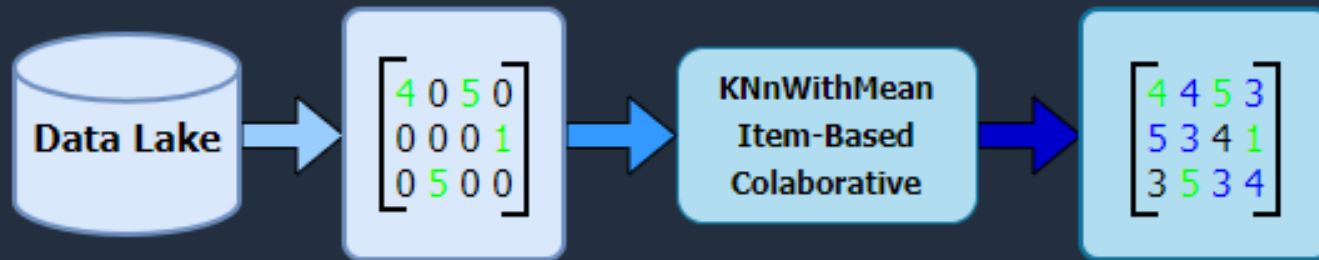 Data Lake
4 0 5 0
0 0 0 1
0 5 0 0
KNnWithMean
Item-Based
Colaborative
4 4 5 3
5 3 4 1
3 5 3 4